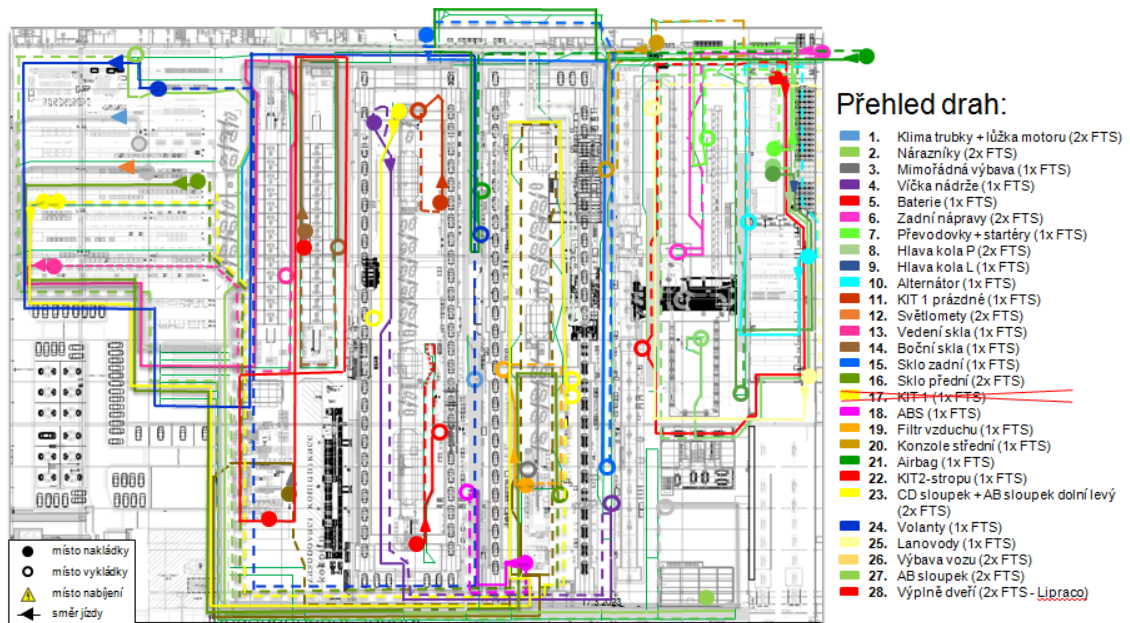 Přehled drah:
1. Klima trubky + lůžka motoru (2x FTS)
2. Nárazníky (2x FTS)
3. Mimořádná výbava (1x FTS)
4. Víčka nádrže (1x FTS)
5. Baterie (1x FTS)
6. Zadní nápravy (2x FTS)
7. Převodovky + startéry (1x FTS)
8. Hlava kola P (2x FTS)
9. Hlava kola L (1x FTS)
10. Alternátor (1x FTS)
11. KIT 1 prázdné (1x FTS)
12. Světlomety (2x FTS)
13. Vedení skla (1x FTS)
14. Boční skla (1x FTS)
15. Sklo zadní (1x FTS)
16. Sklo přední (2x FTS)
17. KIT 1 (1x FTS)
18. ABS (1x FTS)
19. Filtr vzduchu (1x FTS)
20. Konzole střední (1x FTS)
21. Airbag (1x FTS)
22. KIT2-stropu (1x FTS)
23. CD sloupek + AB sloupek dolní levý
(2x FTS)
24. Volanty (1x FTS)
25. Lanovody (1x FTS)
26. Výbava vozu (2x FTS)
27. AB sloupek (2x FTS)
28. Výplně dveří (2x FTS - Lipraco)
místo nakládky
místo vykládky
místo nabíjení
směr jízdy
17.3.2023